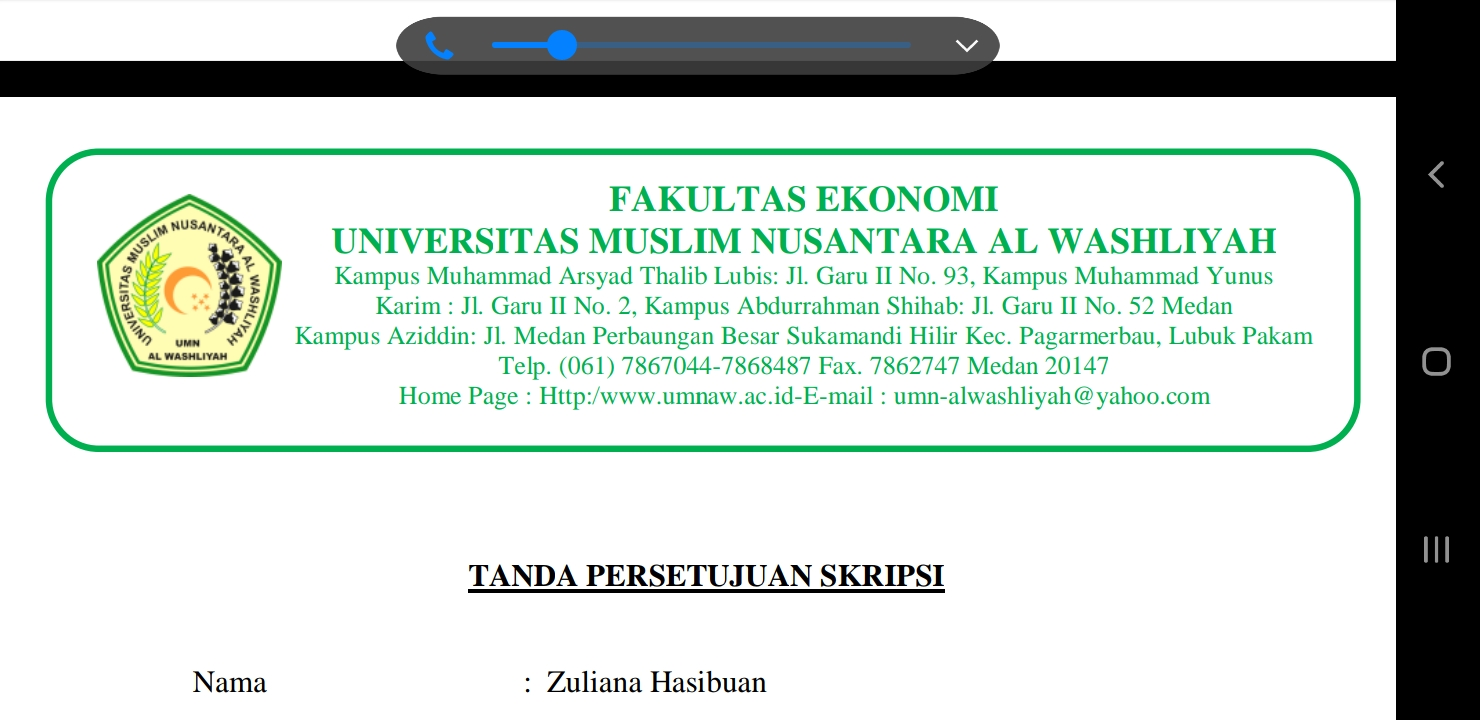 FAKULTAS EKONOMI
UNIVERSITAS MUSLIM NUSANTARA AL WASHLIYAH
Kampus Muhammad Arsyad Thalib Lubis: Jl. Garu II No. 93, Kampus Muhammad Yunus
Karim : Jl. Garu II No. 2, Kampus Abdurrahman Shihab: Jl. Garu II No. 52 Medan
Kampus Aziddin: Jl. Medan Perbaungan Besar Sukamandi Hilir Kec. Pagarmerbau, Lubuk Pakam
Telp. (061) 7867044-7868487 Fax. 7862747 Medan 20147
Home Page : Http:/www.umnaw.ac.id-E-mail : umn-alwashliyah@yahoo.com
UNIVERSITAS MUSLIM NUSANTARA AL WASHLIYAH
UMN
AL WASHLIYAH
TANDA PERSETUJUAN SKRIPSI
Nama : Zuliana Hasibuan